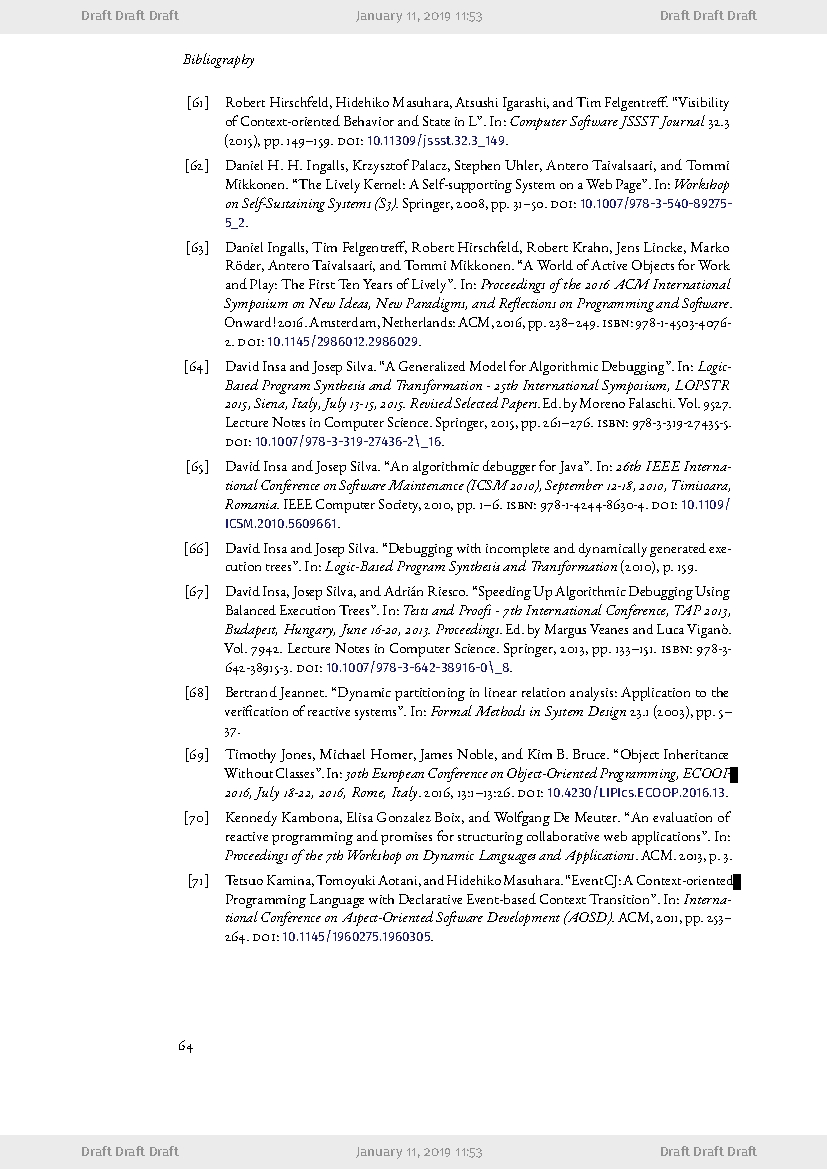 Draft Draft Draft January 11, 2019 11:53 Draft Draft Draft
Bibliography
[61] Robert Hirschfeld, Hidehiko Masuhara, Atsushi Igarashi, and Tim Felgentreff. “Visibility
of Context-oriented Behavior and State in L”. In: Computer Software JSSST Journal 32.3
(2015), pp. 149–159. DOI: 10.11309/jssst.32.3_149.
[62] Daniel H. H. Ingalls, Krzysztof Palacz, Stephen Uhler, Antero Taivalsaari, and Tommi
Mikkonen. “The Lively Kernel: A Self-supporting System on a Web Page”. In: Workshop
on Self-Sustaining Systems (S3). Springer, 2008, pp. 31–50. DOI: 10.1007/978-3-540-89275-
5_2.
[63] Daniel Ingalls, Tim Felgentreff, Robert Hirschfeld, Robert Krahn, Jens Lincke, Marko
Röder, Antero Taivalsaari, and Tommi Mikkonen. “A World of Active Objects for Work
and Play: The First Ten Years of Lively”. In: Proceedings of the 2016 ACM International
Symposium on New Ideas, New Paradigms, and Reflections on Programming and Software.
Onward! 2016. Amsterdam, Netherlands: ACM, 2016, pp. 238–249. ISBN: 978-1-4503-4076-
2. DOI: 10.1145/2986012.2986029.
[64] David Insa and Josep Silva. “A Generalized Model for Algorithmic Debugging”. In: Logic-
Based Program Synthesis and Transformation - 25th International Symposium, LOPSTR
2015, Siena, Italy, July 13-15, 2015. Revised Selected Papers. Ed. by Moreno Falaschi. Vol. 9527.
Lecture Notes in Computer Science. Springer, 2015, pp. 261–276. ISBN: 978-3-319-27435-5.
DOI: 10.1007/978-3-319-27436-2\_16.
[65] David Insa and Josep Silva. “An algorithmic debugger for Java”. In: 26th IEEE Interna-
tional Conference on Software Maintenance (ICSM 2010), September 12-18, 2010, Timisoara,
Romania. IEEE Computer Society, 2010, pp. 1–6. ISBN: 978-1-4244-8630-4. DOI: 10.1109/
ICSM.2010.5609661.
[66] David Insa and Josep Silva. “Debugging with incomplete and dynamically generated exe-
cution trees”. In: Logic-Based Program Synthesis and Transformation (2010), p. 159.
[67] David Insa, Josep Silva, and Adrián Riesco. “Speeding Up Algorithmic Debugging Using
Balanced Execution Trees”. In: Tests and Proofs - 7th International Conference, TAP 2013,
Budapest, Hungary, June 16-20, 2013. Proceedings. Ed. by Margus Veanes and Luca Viganò.
Vol. 7942. Lecture Notes in Computer Science. Springer, 2013, pp. 133–151. ISBN: 978-3-
642-38915-3. DOI: 10.1007/978-3-642-38916-0\_8.
[68] Bertrand Jeannet. “Dynamic partitioning in linear relation analysis: Application to the
verification of reactive systems”. In: Formal Methods in System Design 23.1 (2003), pp. 5–
37.
[69] Timothy Jones, Michael Homer, James Noble, and Kim B. Bruce. “Object Inheritance
Without Classes”. In: 30th European Conference on Object-Oriented Programming, ECOOP
2016, July 18-22, 2016, Rome, Italy. 2016, 13:1–13:26. DOI: 10.4230/LIPIcs.ECOOP.2016.13.
[70] Kennedy Kambona, Elisa Gonzalez Boix, and Wolfgang De Meuter. “An evaluation of
reactive programming and promises for structuring collaborative web applications”. In:
Proceedings of the 7th Workshop on Dynamic Languages and Applications. ACM. 2013, p. 3.
[71] Tetsuo Kamina, Tomoyuki Aotani, and Hidehiko Masuhara. “EventCJ: A Context-oriented
Programming Language with Declarative Event-based Context Transition”. In: Interna-
tional Conference on Aspect-Oriented Software Development (AOSD). ACM, 2011, pp. 253–
264. DOI: 10.1145/1960275.1960305.
64
Draft Draft Draft January 11, 2019 11:53 Draft Draft Draft